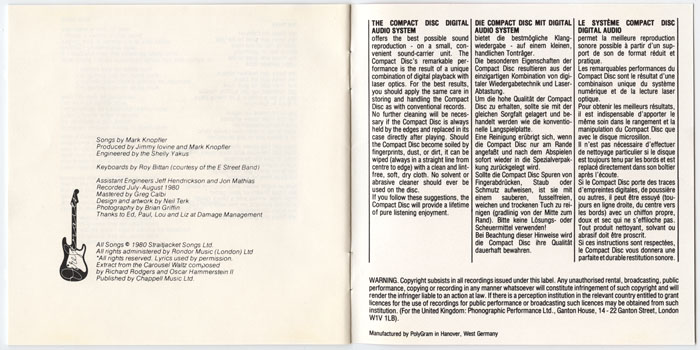 Songs by Mark Knopfler
Produced by Jimmy Iovine and Mark Knopfler
Engineered by the Shelly Yakus
Keyboards by Roy Bittan (courtesy of the E Street Band)
Assistant Engineers Jeff Hendrickson and Jon Mathias
Recorded July-August 1980
Mastered by Greg Calbi
Design and artwork by Neil Terk
Photography by Brian Griffin
Thanks to Ed, Paul, Lou and Liz at Damage Management
All Songs © 1980 Straitjacket Songs Ltd.
All rights administered by Rondor Music (London) Ltd
*All rights reserved. Lyrics used by permission.
Extract from the Carousel Waltz composed
by Richard Rodgers and Oscar Hammerstein II
Published by Chappell Music Ltd.
THE COMPACT DISC DIGITAL
AUDIO SYSTEM
offers the best possible sound
reproduction - on a small, con-
venient sound-carrier unit. The
Compact Disc's remarkable per-
formance is the result of a unique
combination of digital playback with
laser optics. For the best results,
you should apply the same care in
storing and handling the Compact
Disc as with conventional records.
No further cleaning will be neces-
sary if the Compact Disc is always
held by the edges and replaced in its
case directly after playing. Should
the Compact Disc become soiled by
fingerprints, dust, or dirt, it can be
wiped (always in a straight line from
centre to edge) with a clean and lint-
free, soft, dry cloth. No solvent or
abrasive cleaner should ever be
used on the disc.
If you follow these suggestions, the
Compact Disc will provide a lifetime
of pure listening enjoyment.
DIE COMPACT DISC MIT DIGITAL
AUDIO SYSTEM
bietet die bestmögliche Klang-
wiedergabe - auf einem kleinen,
handlichen Tonträger.
Die besonderen Eigenschaften der
Compact Disc resultieren aus der
einzigartigen Kombination von digi-
taler Wiedergabetechnik und Laser-
Abtastung.
Um die hohe Qualität der Compact
Disc zu erhalten, sollte sie mit der
gleichen Sorgfalt gelagert und be-
handelt werden wie die konventio-
nelle Langspielplatte.
Eine Reinigung erübrigt sich, wenn
die Compact Disc nur am Rande
angefaßt und nach dem Abspielen
sofort wieder in die Spezialverpak-
kung zurückgelegt wird.
Sollte die Compact Disc Spuren von
Fingerabdrücken, Staub oder
Schmutz aufweisen, ist sie mit
einem sauberen, fusselfreien,
weichen und trockenen Tuch zu rei-
nigen (gradlinig von der Mitte zum
Rand). Bitte keine Lösungs- oder
Scheuermittel verwenden!
Bei Beachtung dieser Hinweise wird
die Compact Disc ihre Qualität
dauerhaft bewahren.
LE SYSTÈME COMPACT DISC
DIGITAL AUDIO
permet la meilleure reproduction
sonore possible à partir d'un sup-
port de son de format réduit et
pratique.
Les remarquables performances du
Compact Disc sont le résultat d'une
combinaison unique du système
numérique et de la lecture laser
optique.
Pour obtenir les meilleurs résultats,
il est indispensable d'apporter le
même soin dans le rangement et la
manipulation du Compact Disc que
avec le disque microsillon.
Il n'est pas nécessaire d'effectuer
de nettoyage particulier si le disque
est toujours tenu par les bords et est
replacé directement dans son boîtier
après l'écoute.
Si le Compact Disc porte des traces
d'empreintes digitales, de poussière
ou autres, il peut être essuyé (tou-
jours en ligne droite, du centre vers
les bords) avec un chiffon propre,
doux et sec qui ne s'effiloche pas.
Tout produit nettoyant, solvant ou
abrasif doit être proscrit.
Si ces instructions sont respectées,
le Compact Disc vous donnera une
parfaite et durable restitution sonore.
WARNING. Copyright subsists in all recordings issued under this label. Any unauthorised rental, broadcasting, public
performance, copying or recording in any manner whatsoever will constitute infringement of such copyright and will
render the infringer liable to an action at law. If there is a perception institution in the relevant country entitled to grant
licences for the use of recordings for public performance or broadcasting such licences may be obtained from such
institution. (For the United Kingdom: Phonographic Performance Ltd., Ganton House, 14 - 22 Ganton Street, London
W1V 1LB).
Manufactured by PolyGram in Hanover, West Germany